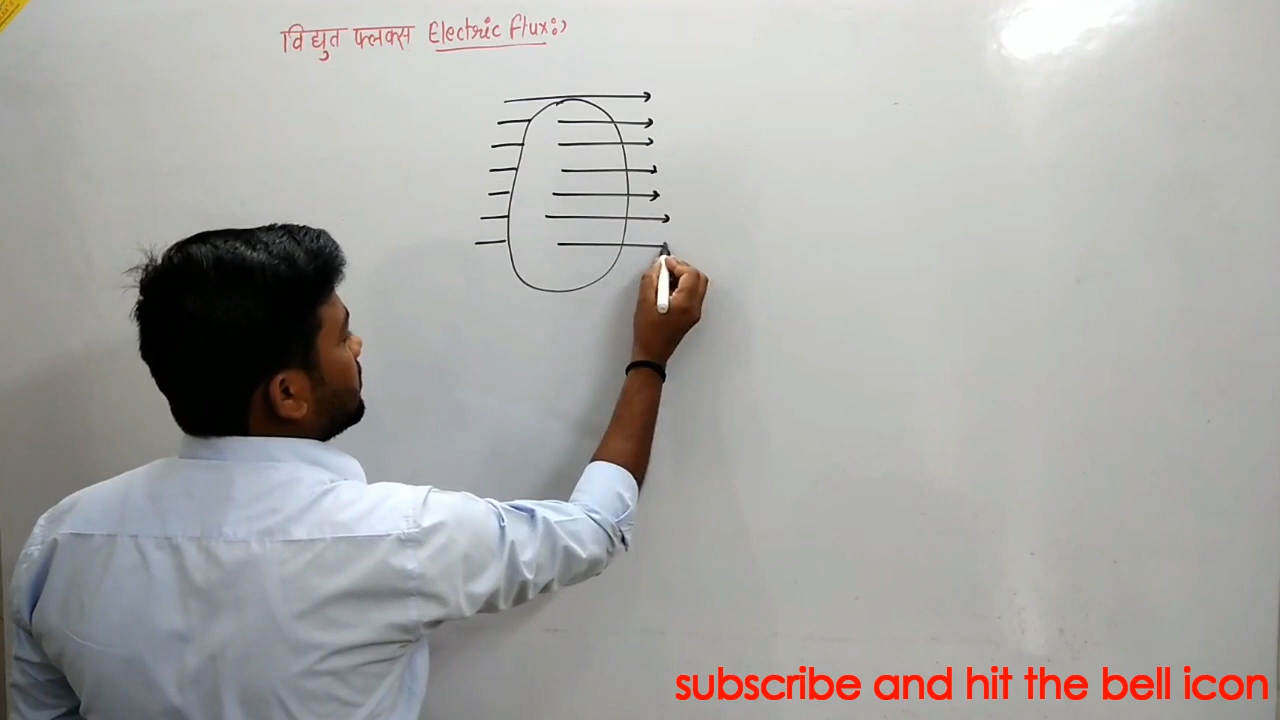 विद्युत फ्लक्स Electric flux:>
subscribe and hit the bell icon